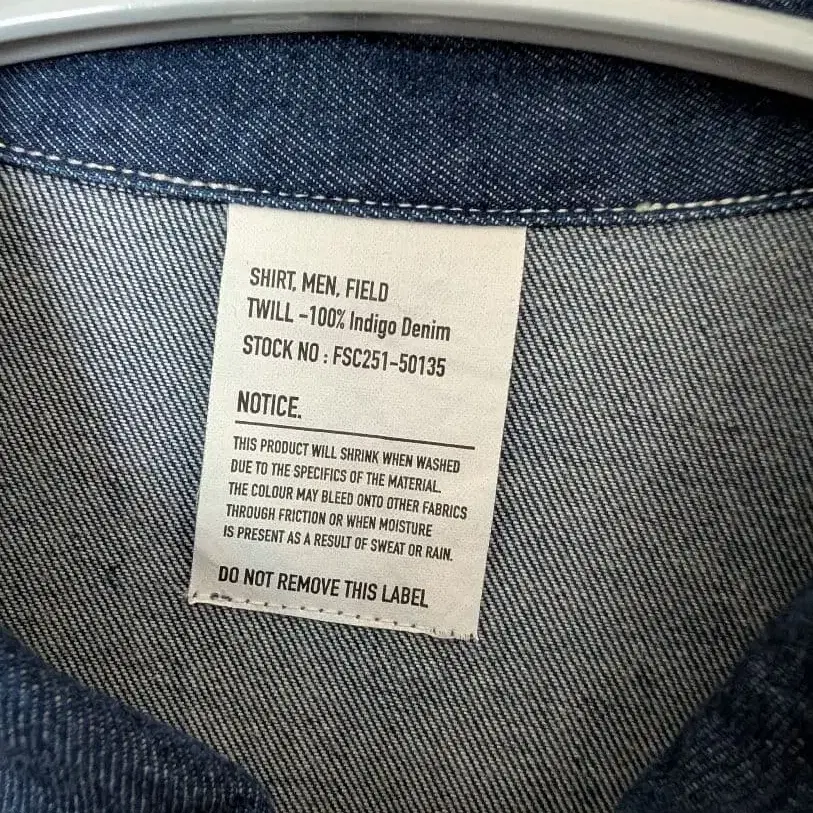 SHIRT, MEN, FIELD
TWILL -100% Indigo Denim
STOCK NO : FSC251-50135
NOTICE.
THIS PRODUCT WILL SHRINK WHEN WASHED
DUE TO THE SPECIFICS OF THE MATERIAL.
THE COLOUR MAY BLEED ONTO OTHER FABRICS
THROUGH FRICTION OR WHEN MOISTURE
IS PRESENT AS A RESULT OF SWEAT OR RAIN.
DO NOT REMOVE THIS LABEL